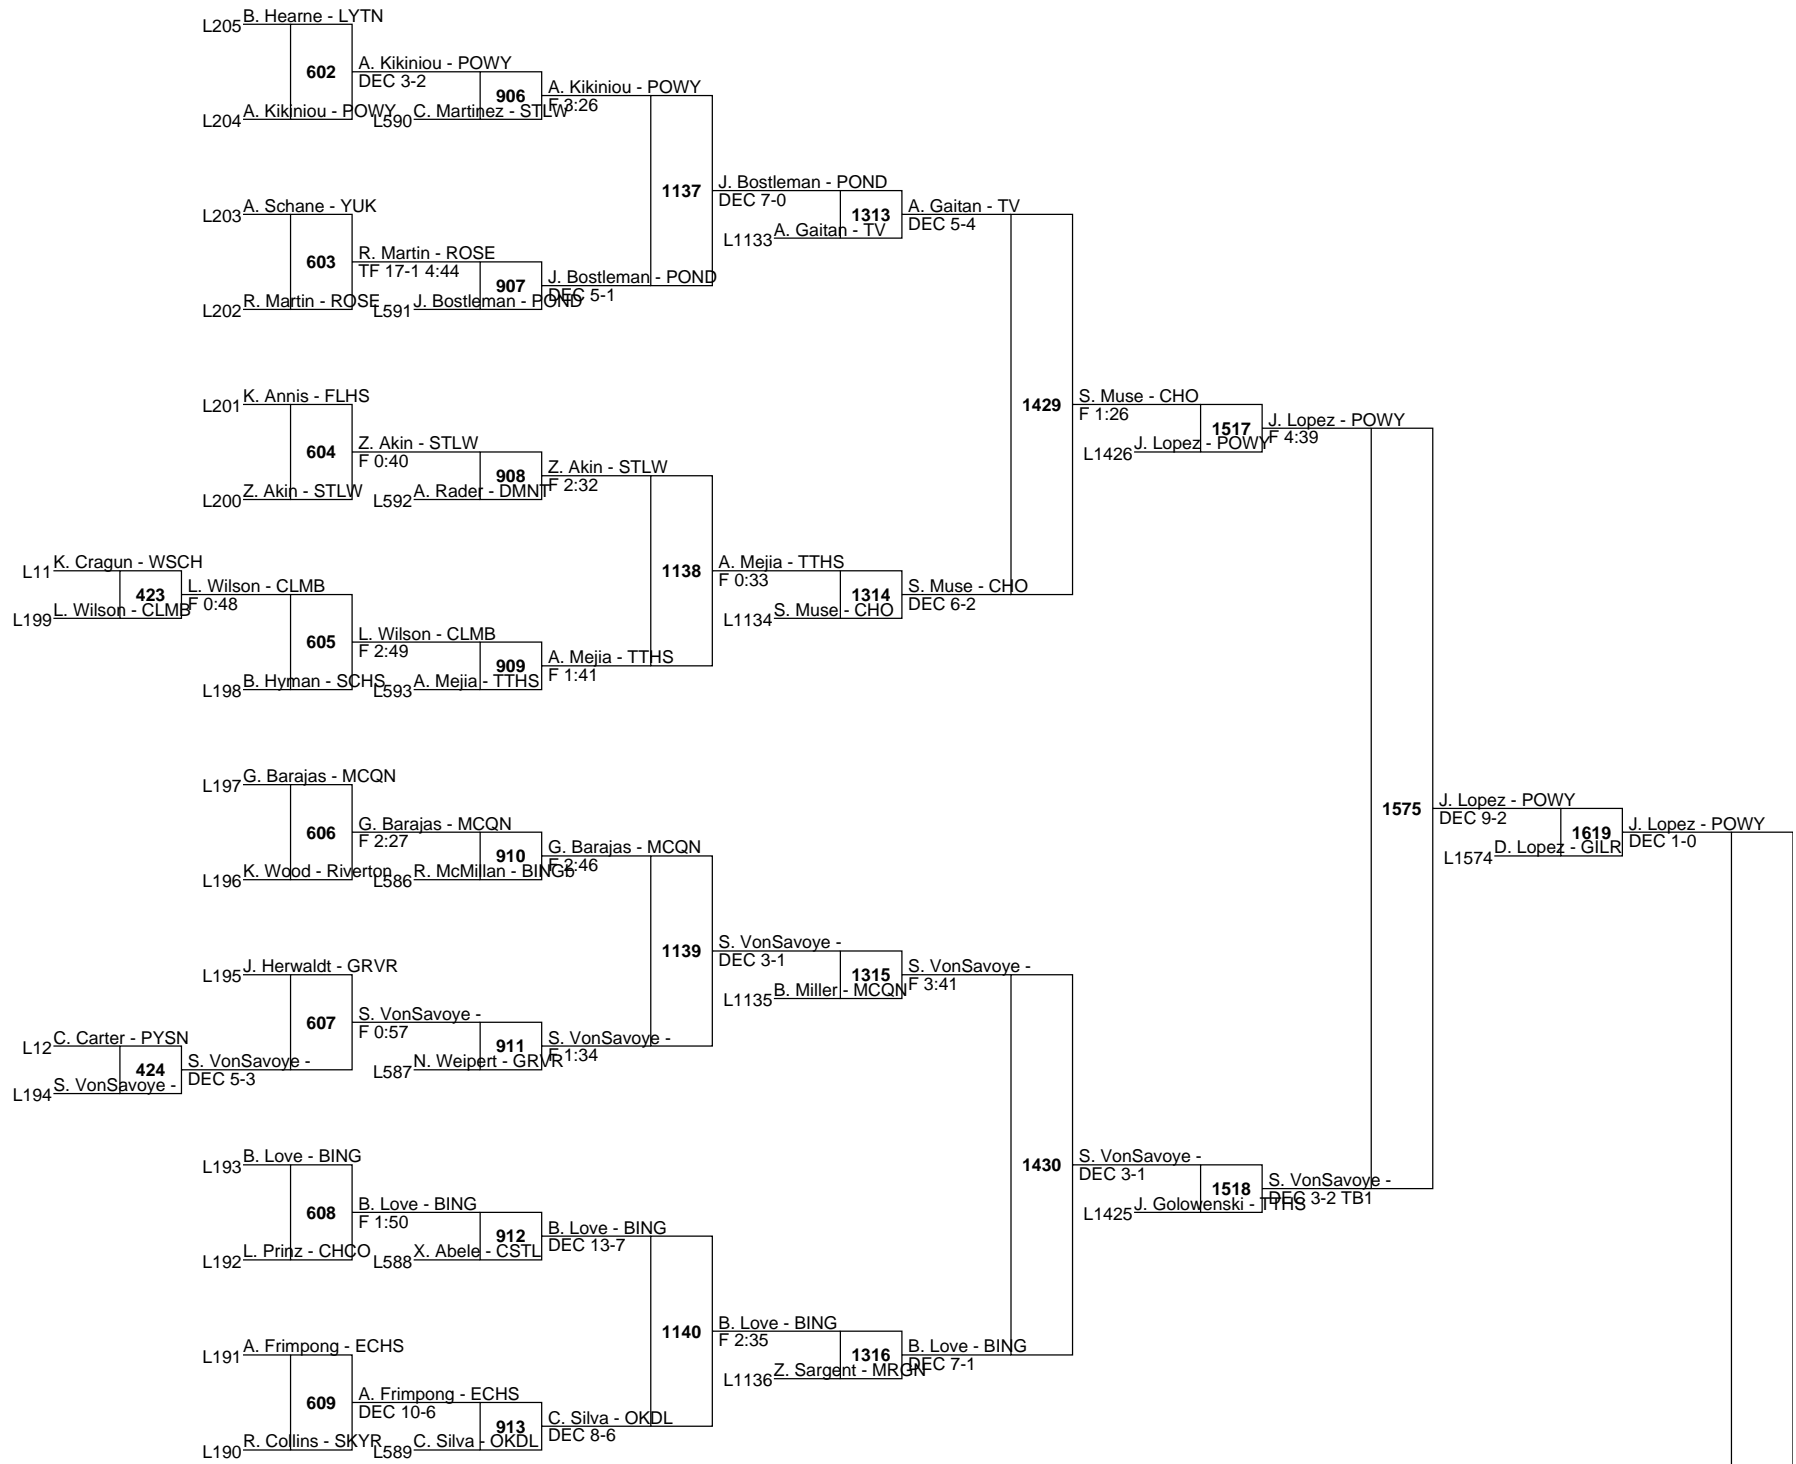 L205 B. Hearne - LYTN
602
A. Kikiniou - POWY
DEC 3-2
906
A. Kikiniou - POWY
F 3:26
L204 A. Kikiniou - POWY
L590 C. Martinez - STLW
1137
J. Bostleman - POND
DEC 7-0
1313
A. Gaitan - TV
DEC 5-4
L1133 A. Gaitan - TV
L203 A. Schane - YUK
603
R. Martin - ROSE
TF 17-1 4:44
907
J. Bostleman - POND
DEC 5-1
L202 R. Martin - ROSE
L591 J. Bostleman - POND
1429
S. Muse - CHO
F 1:26
1517
J. Lopez - POWY
F 4:39
L1426 J. Lopez - POWY
L201 K. Annis - FLHS
604
Z. Akin - STLW
F 0:40
908
Z. Akin - STLW
F 2:32
L200 Z. Akin - STLW
L592 A. Rader - DMNT
1138
A. Mejia - TTHS
F 0:33
1314
S. Muse - CHO
DEC 6-2
L1134 S. Muse - CHO
L11 K. Cragun - WSCH
423
L. Wilson - CLMB
F 0:48
L199 L. Wilson - CLMB
605
L. Wilson - CLMB
F 2:49
909
A. Mejia - TTHS
F 1:41
L198 B. Hyman - SCHS
L593 A. Mejia - TTHS
1575
J. Lopez - POWY
DEC 9-2
1619
J. Lopez - POWY
DEC 1-0
L1574 D. Lopez - GILR
L197 G. Barajas - MCQN
606
G. Barajas - MCQN
F 2:27
910
G. Barajas - MCQN
F 2:46
L196 K. Wood - Riverton
L586 R. McMillan - BINGb
1139
S. VonSavoye -
DEC 3-1
1315
S. VonSavoye -
F 3:41
L1135 B. Miller - MCQN
L195 J. Herwaldt - GRVR
607
S. VonSavoye -
F 0:57
911
S. VonSavoye -
F 1:34
L587 N. Weipert - GRVR
L12 C. Carter - PYSN
424
S. VonSavoye -
DEC 5-3
L194 S. VonSavoye -
1430
S. VonSavoye -
DEC 3-1
1518
S. VonSavoye -
DEC 3-2 TB1
L1425 J. Golowenski - TTHS
L193 B. Love - BING
608
B. Love - BING
F 1:50
912
B. Love - BING
DEC 13-7
L192 L. Prinz - CHCO
L588 X. Abele - CSTL
1140
B. Love - BING
F 2:35
1316
B. Love - BING
DEC 7-1
L1136 Z. Sargent - MRGN
L191 A. Frimpong - ECHS
609
A. Frimpong - ECHS
DEC 10-6
913
C. Silva - OKDL
DEC 8-6
L190 R. Collins - SKYR
L589 C. Silva - OKDL